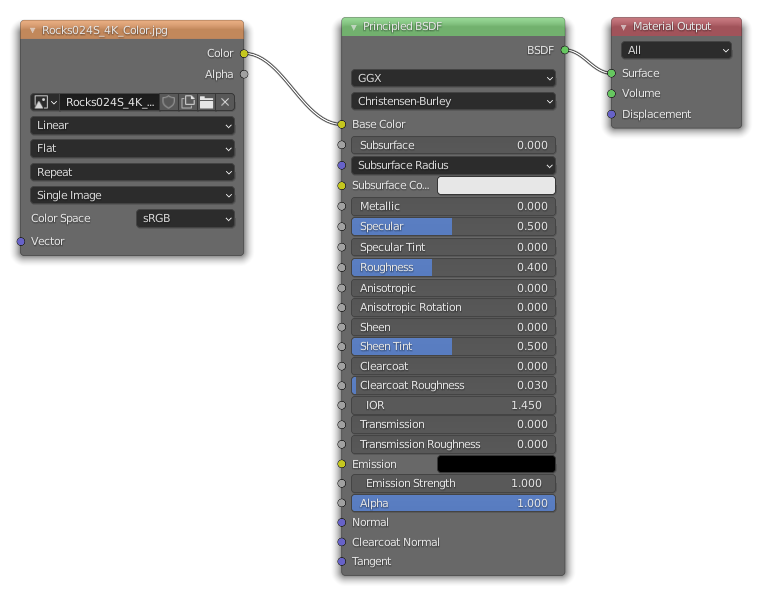 Rocks024S_4K_Color.jpg
Color
Alpha
Rocks024S_4K_...
Linear
Flat
Repeat
Single Image
Color Space sRGB
Vector
Principled BSDF
BSDF
GGX
Christensen-Burley
Base Color
Subsurface 0.000
Subsurface Radius
Subsurface Co...
Metallic 0.000
Specular 0.500
Specular Tint 0.000
Roughness 0.400
Anisotropic 0.000
Anisotropic Rotation 0.000
Sheen 0.000
Sheen Tint 0.500
Clearcoat 0.000
Clearcoat Roughness 0.030
IOR 1.450
Transmission 0.000
Transmission Roughness 0.000
Emission
Emission Strength 1.000
Alpha 1.000
Normal
Clearcoat Normal
Tangent
Material Output
All
Surface
Volume
Displacement